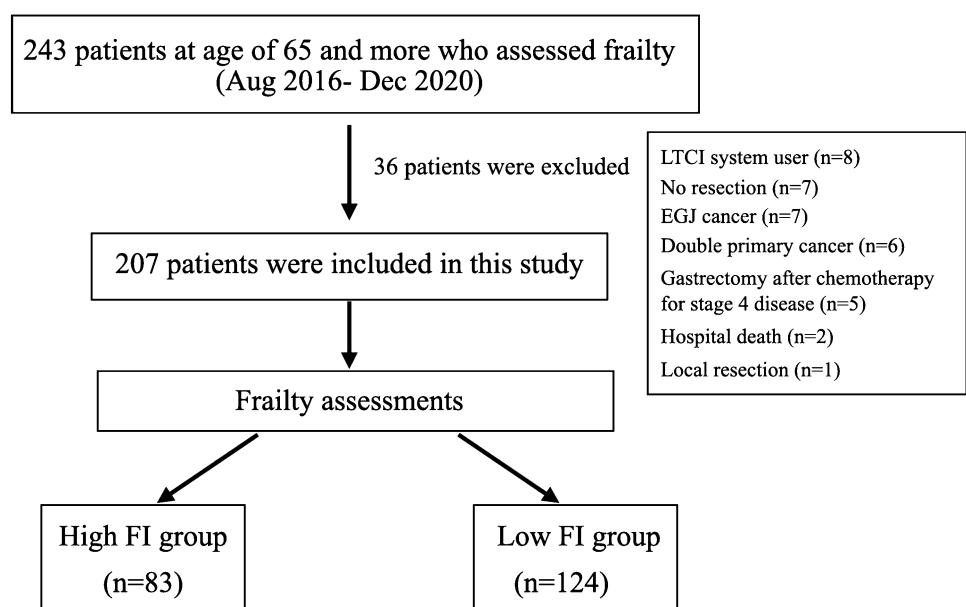 243 patients at age of 65 and more who assessed frailty
(Aug 2016- Dec 2020)
36 patients were excluded
LTCI system user (n=8)
No resection (n=7)
EGJ cancer (n=7)
Double primary cancer (n=6)
Gastrectomy after chemotherapy
for stage 4 disease (n=5)
Hospital death (n=2)
Local resection (n=1)
207 patients were included in this study
Frailty assessments
High FI group
(n=83)
Low FI group
(n=124)